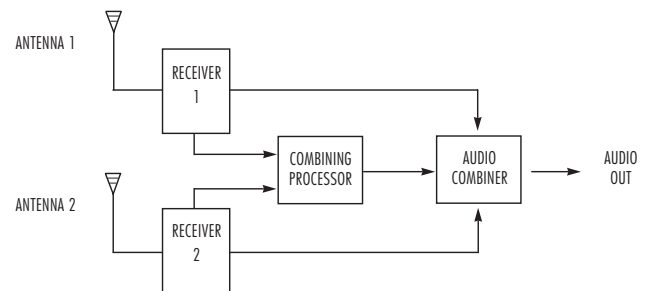 ANTENNA 1
RECEIVER
1
COMBINING
PROCESSOR
AUDIO
COMBINER
AUDIO
OUT
ANTENNA 2
RECEIVER
2